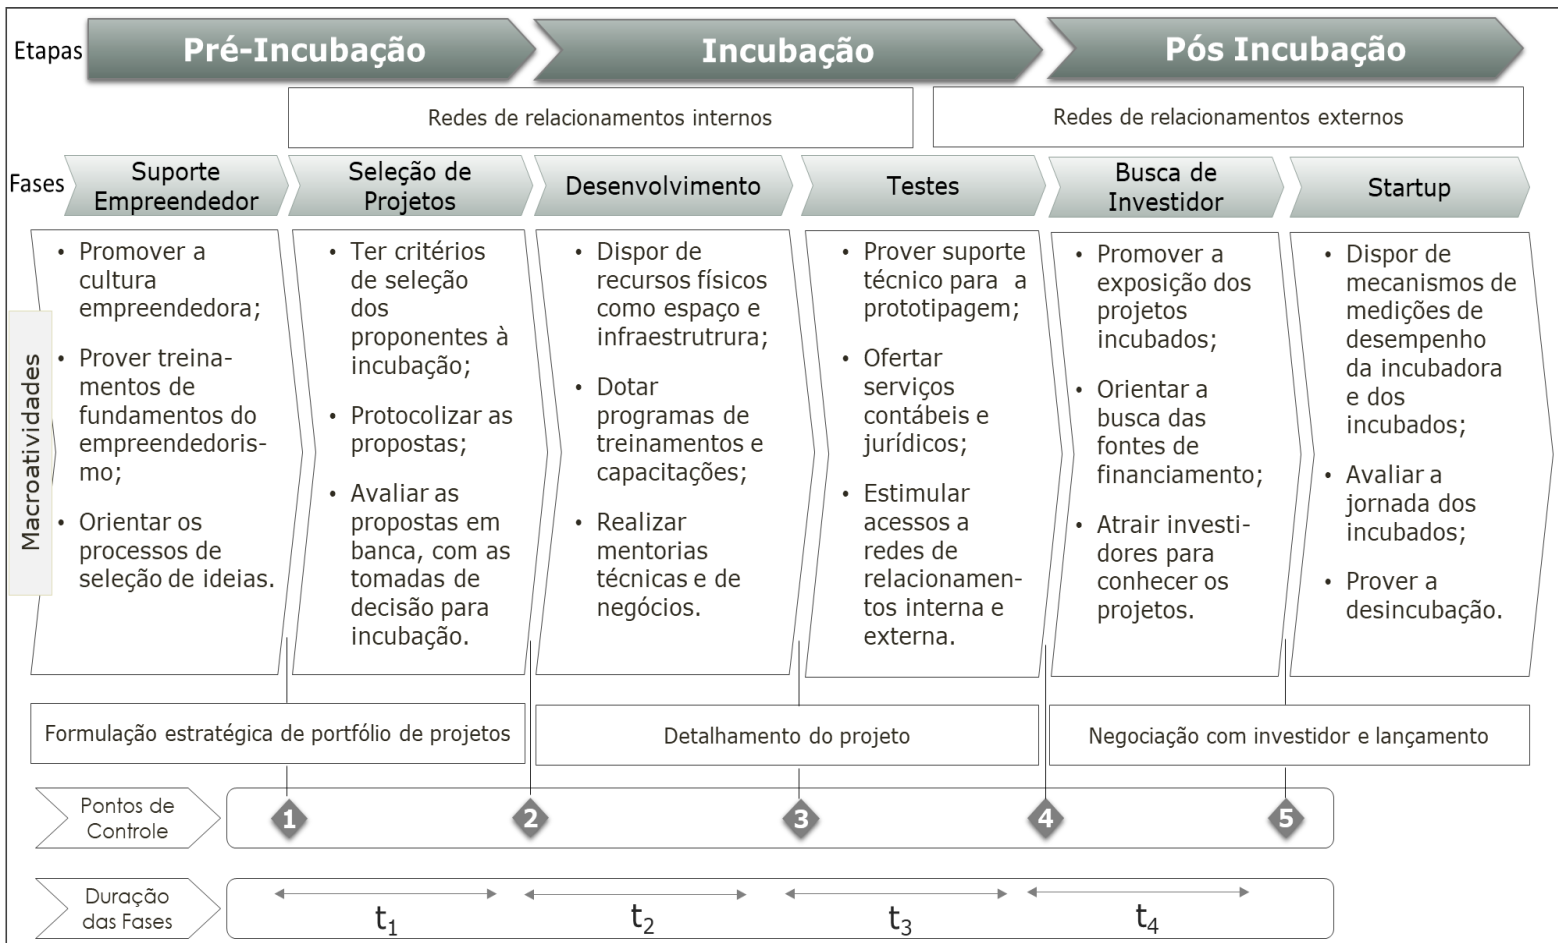 Etapas
Pré-Incubação
Incubação
Pós Incubação
Redes de relacionamentos internos
Redes de relacionamentos externos
Fases
Suporte
Empreendedor
Seleção de
Projetos
Desenvolvimento
Testes
Busca de
Investidor
Startup
Macroatividades
• Promover a
cultura
empreendedora;
• Prover treina-
mentos de
fundamentos do
empreendedoris-
mo;
• Orientar os
processos de
seleção de ideias.
• Ter critérios
de seleção
dos
proponentes à
incubação;
• Protocolizar as
propostas;
• Avaliar as
propostas em
banca, com as
tomadas de
decisão para
incubação.
• Dispor de
recursos físicos
como espaço e
infraestrutrura;
• Dotar
programas de
treinamentos e
capacitações;
• Realizar
mentorias
técnicas e de
negócios.
• Prover suporte
técnico para a
prototipagem;
• Ofertar
serviços
contábeis e
jurídicos;
• Estimular
acessos a
redes de
relacionamen-
tos interna e
externa.
• Promover a
exposição dos
projetos
incubados;
• Orientar a
busca das
fontes de
financiamento;
• Atrair investi-
dores para
conhecer os
projetos.
• Dispor de
mecanismos de
medições de
desempenho
da incubadora
e dos
incubados;
• Avaliar a
jornada dos
incubados;
• Prover a
desincubação.
Formulação estratégica de portfólio de projetos
Detalhamento do projeto
Negociação com investidor e lançamento
Pontos de
Controle
1
2
3
4
5
Duração
das Fases
t1
t2
t3
t4